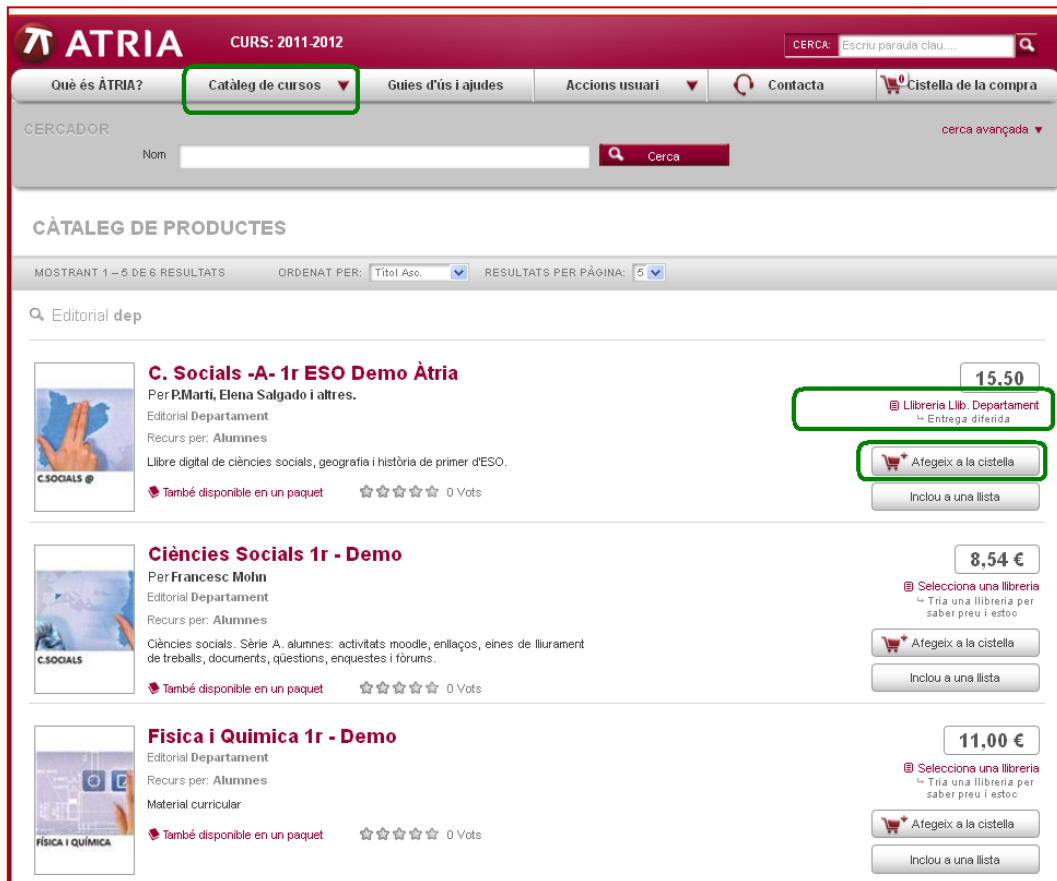 ATRIA
CURS: 2011-2012
CERCA: Escriu paraula clau....
Què és ÀTRIA?
Catàleg de cursos
Guies d'ús i ajudes
Accions usuari
Contacta
0
Cistella de la compra
CERCADOR
cerca avançada
Nom
Cerca
CÀTALEG DE PRODUCTES
MOSTRANT 1 – 5 DE 6 RESULTATS
ORDENAT PER: Títol Asc.
RESULTATS PER PÀGINA: 5
Editorial dep
C. Socials -A- 1r ESO Demo Àtria
Per P.Martí, Elena Salgado i altres.
Editorial Departament
Recurs per: Alumnes
Llibre digital de ciències socials, geografia i història de primer d'ESO.
També disponible en un paquet
0 Vots
C.SOCIALS @
15,50
Llibreria Llib. Departament
Entrega diferida
Afegeix a la cistella
Inclou a una llista
Ciències Socials 1r - Demo
Per Francesc Mohn
Editorial Departament
Recurs per: Alumnes
Ciències socials. Sèrie A. alumnes: activitats moodle, enllaços, eines de lliurament
de treballs, documents, qüestions, enquestes i fòrums.
També disponible en un paquet
0 Vots
C.SOCIALS
8,54 €
Selecciona una llibreria
Tria una llibreria per
saber preu i estoc
Afegeix a la cistella
Inclou a una llista
Fisica i Quimica 1r - Demo
Editorial Departament
Recurs per: Alumnes
Material curricular
També disponible en un paquet
0 Vots
FÍSICA I QUÍMICA
11,00 €
Selecciona una llibreria
Tria una llibreria per
saber preu i estoc
Afegeix a la cistella
Inclou a una llista